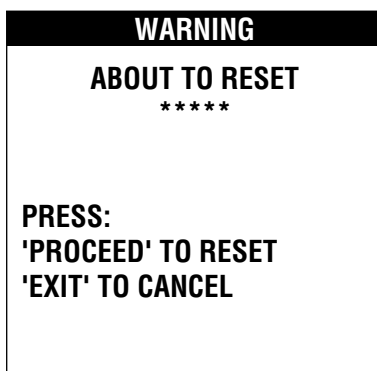 WARNING
ABOUT TO RESET
*****
PRESS:
'PROCEED' TO RESET
'EXIT' TO CANCEL